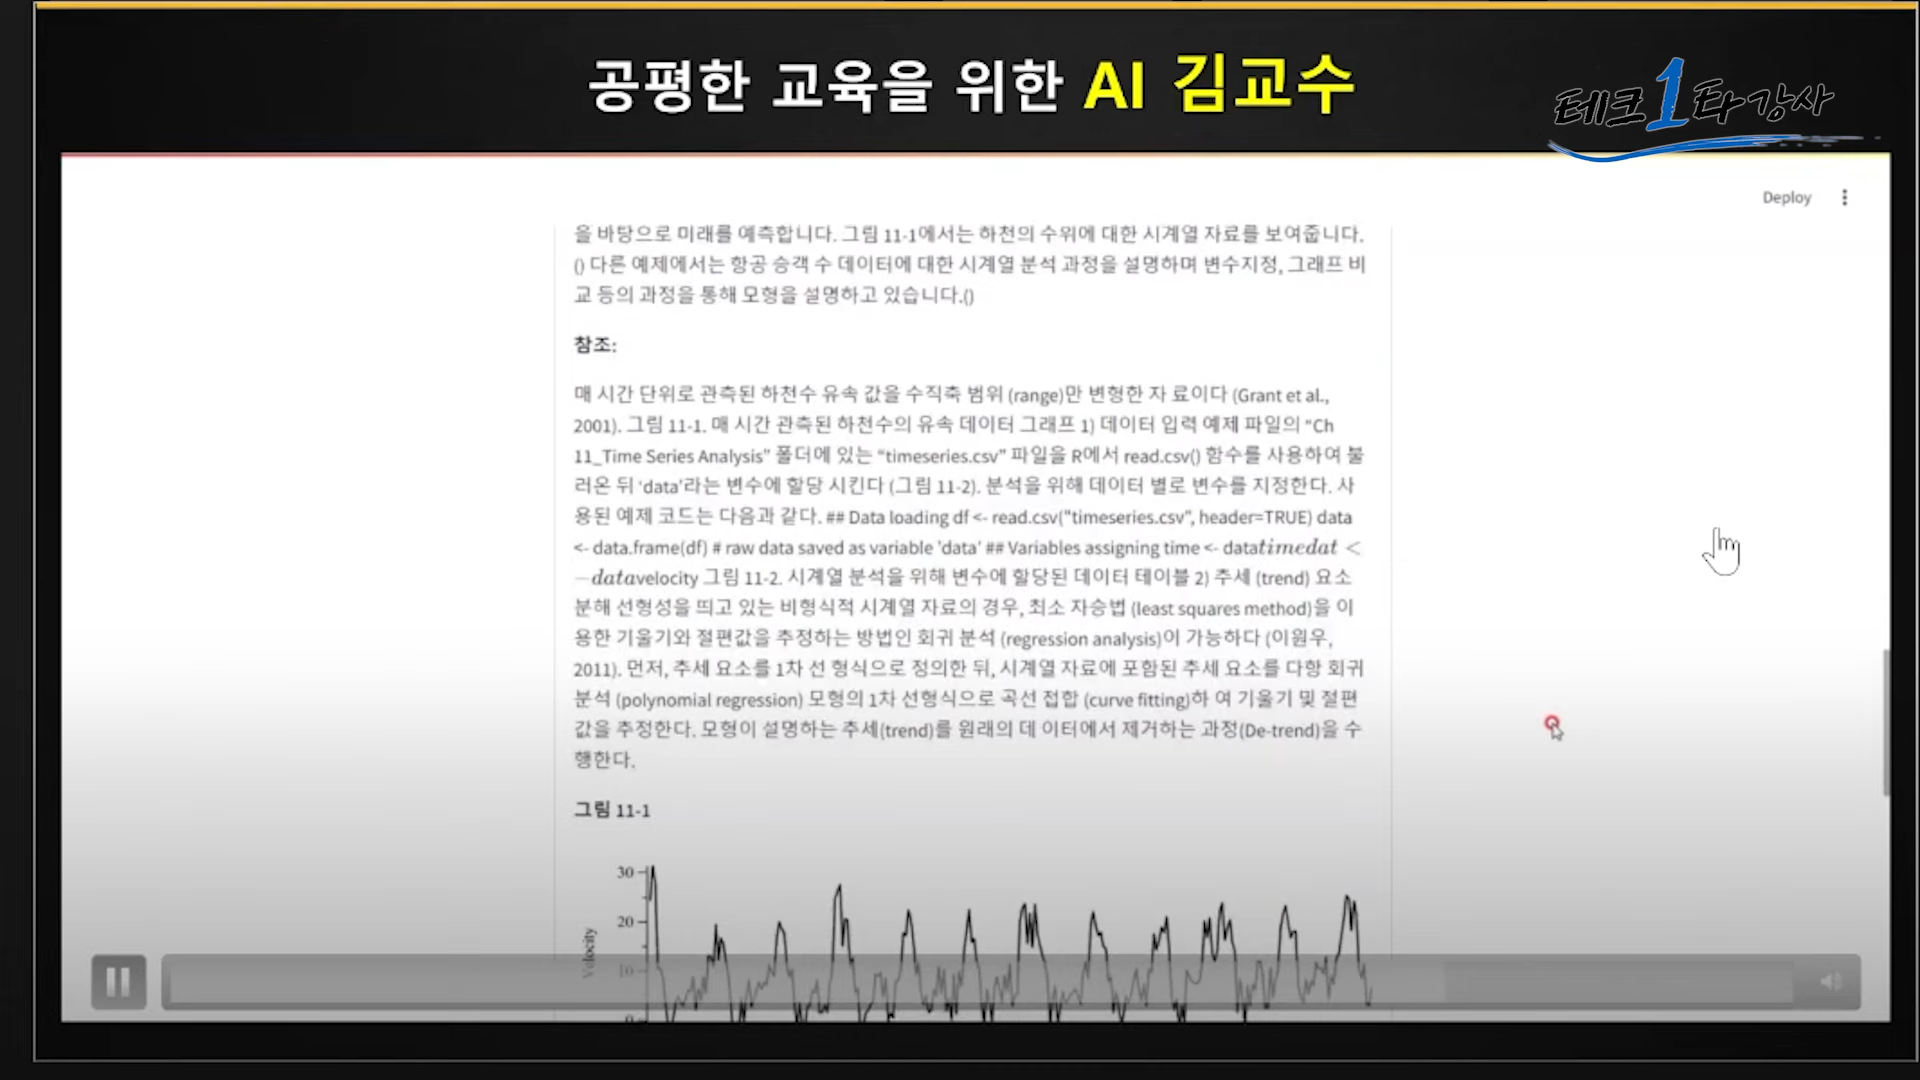 공평한 교육을 위한 AI 김교수
테크1타강사
Deploy
을 바탕으로 미래를 예측합니다. 그림 11-1에서는 하천의 수위에 대한 시계열 자료를 보여줍니다.
() 다른 예제에서는 항공 승객 수 데이터에 대한 시계열 분석 과정을 설명하며 변수지정, 그래프 비
교 등의 과정을 통해 모형을 설명하고 있습니다.()
참조:
매 시간 단위로 관측된 하천수 유속 값을 수직축 범위 (range)만 변형한 자 료이다 (Grant et al.,
2001). 그림 11-1. 매 시간 관측된 하천수의 유속 데이터 그래프 1) 데이터 입력 예제 파일의 “Ch
11_Time Series Analysis” 폴더에 있는 “timeseries.csv” 파일을 R에서 read.csv() 함수를 사용하여 불
러온 뒤 ‘data’라는 변수에 할당 시킨다 (그림 11-2). 분석을 위해 데이터 별로 변수를 지정한다. 사
용된 예제 코드는 다음과 같다. ## Data loading df <- read.csv("timeseries.csv", header=TRUE) data
<- data.frame(df) # raw data saved as variable 'data' ## Variables assigning time <- datatimedat <
−datavelocity 그림 11-2. 시계열 분석을 위해 변수에 할당된 데이터 테이블 2) 추세 (trend) 요소
분해 선형성을 띄고 있는 비형식적 시계열 자료의 경우, 최소 자승법 (least squares method)을 이
용한 기울기와 절편값을 추정하는 방법인 회귀 분석 (regression analysis)이 가능하다 (이원우,
2011). 먼저, 추세 요소를 1차 선 형식으로 정의한 뒤, 시계열 자료에 포함된 추세 요소를 다항 회귀
분석 (polynomial regression) 모형의 1차 선형식으로 곡선 접합 (curve fitting)하 여 기울기 및 절편
값을 추정한다. 모형이 설명하는 추세(trend)를 원래의 데 이터에서 제거하는 과정(De-trend)을 수
행한다.
그림 11-1
30
20
10
0
Velocity